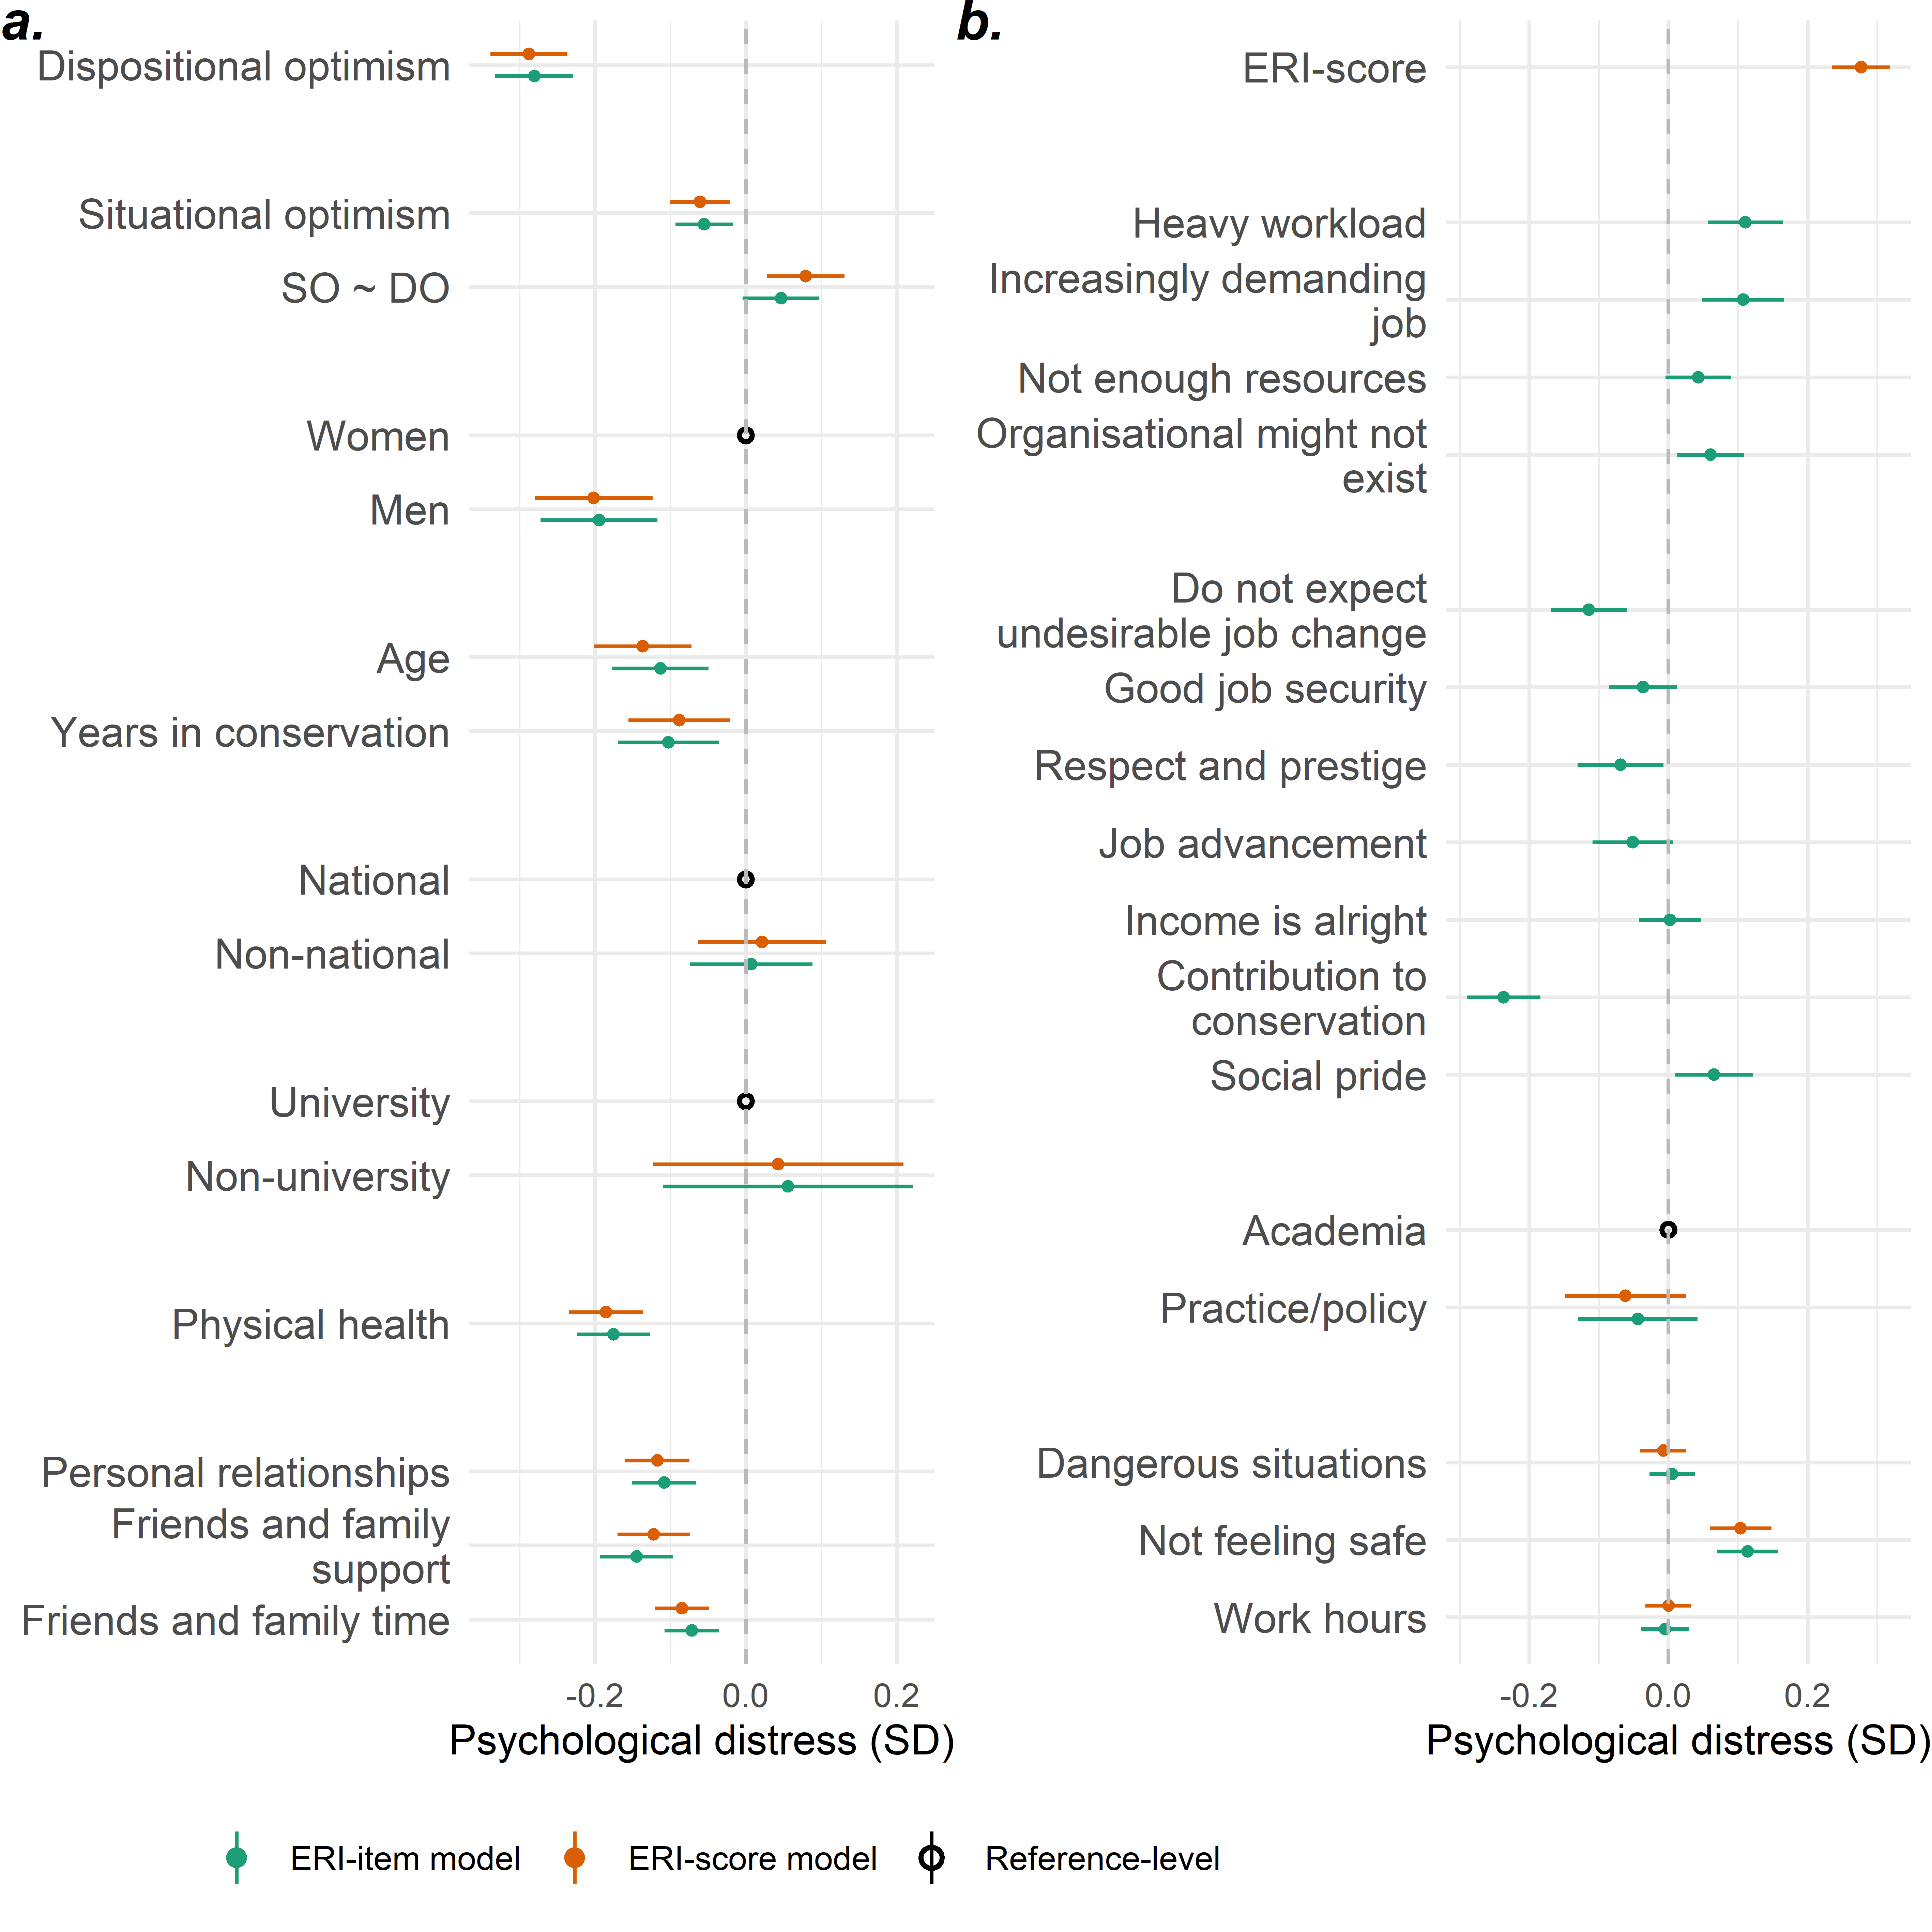 a.
Dispositional optimism
Situational optimism
SO ~ DO
Women
Men
Age
Years in conservation
National
Non-national
University
Non-university
Physical health
Personal relationships
Friends and family
support
Friends and family time
-0.2 0.0 0.2
Psychological distress (SD)
b.
ERI-score
Heavy workload
Increasingly demanding
job
Not enough resources
Organisational might not
exist
Do not expect
undesirable job change
Good job security
Respect and prestige
Job advancement
Income is alright
Contribution to
conservation
Social pride
Academia
Practice/policy
Dangerous situations
Not feeling safe
Work hours
-0.2 0.0 0.2
Psychological distress (SD)
ERI-item model ERI-score model Reference-level